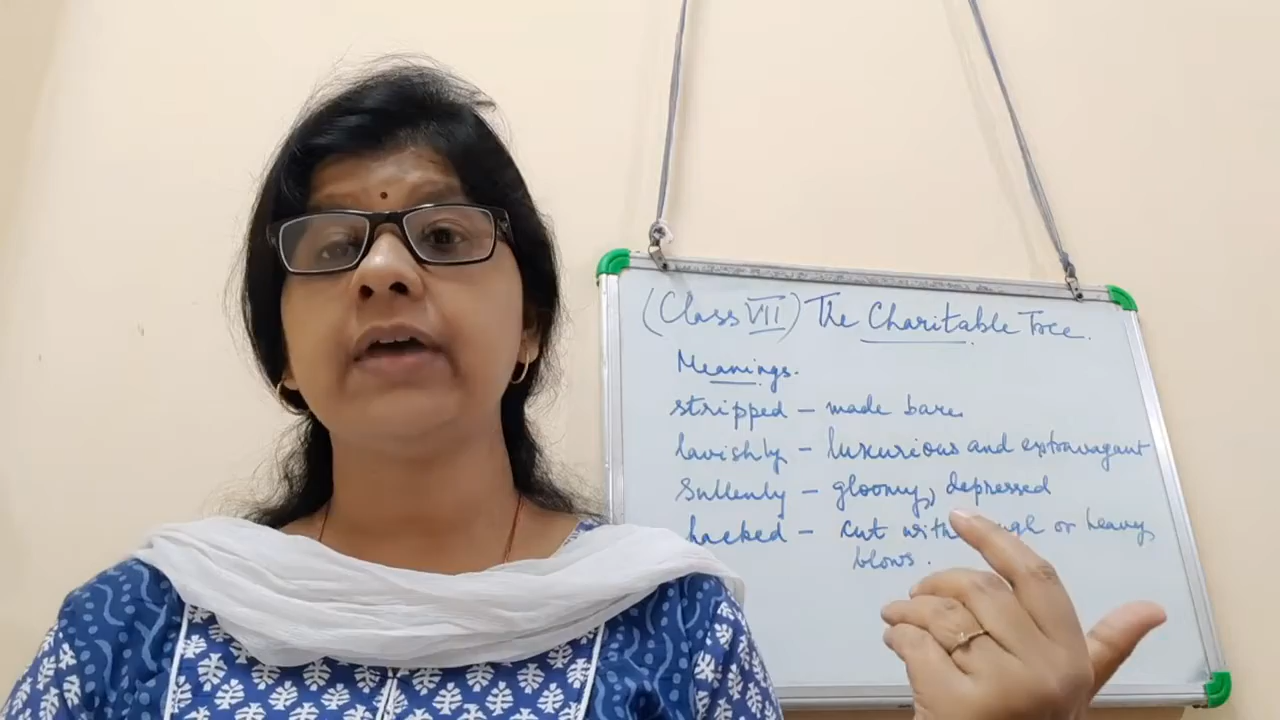 (Class VII) The Charitable Tree.
Meanings.
stripped – made bare.
lavishly – luxurious and extravagant
Sullenly – gloomy, depressed
hacked – cut with or heavy
blows.